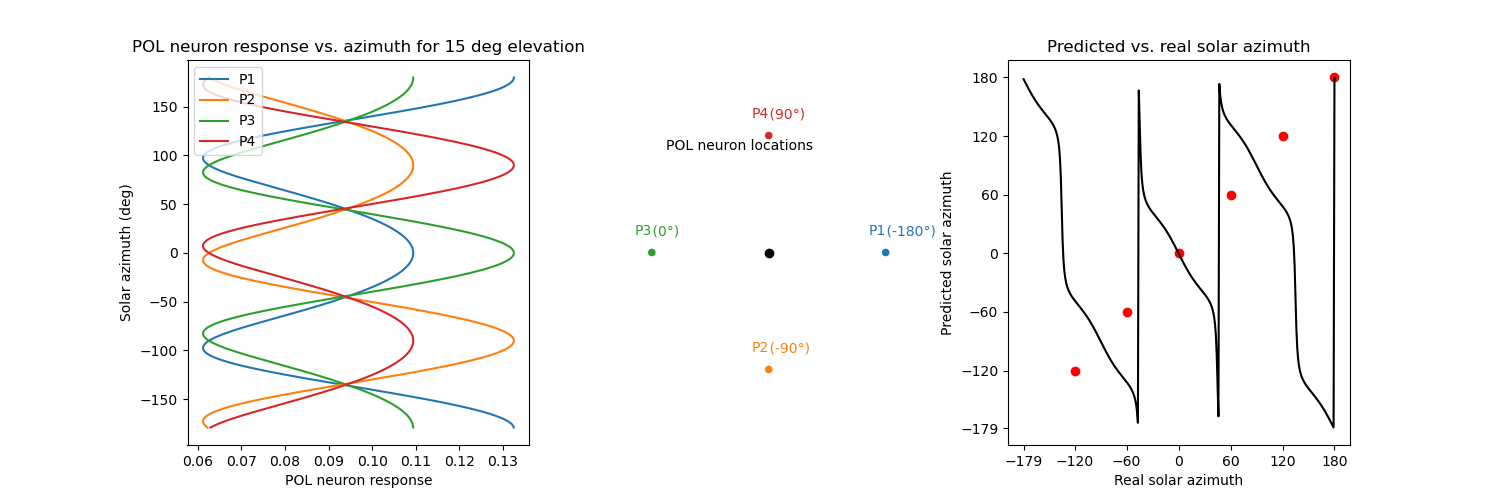 POL neuron response vs. azimuth for 15 deg elevation
P1
P2
P3
P4
150
100
50
0
−50
−100
−150
Solar azimuth (deg)
0.06 0.07 0.08 0.09 0.10 0.11 0.12 0.13
POL neuron response
P4(90°)
POL neuron locations
P3(0°)
P1(-180°)
P2(-90°)
Predicted vs. real solar azimuth
180
120
60
0
−60
−120
−179
Predicted solar azimuth
−179 −120 −60 0 60 120 180
Real solar azimuth